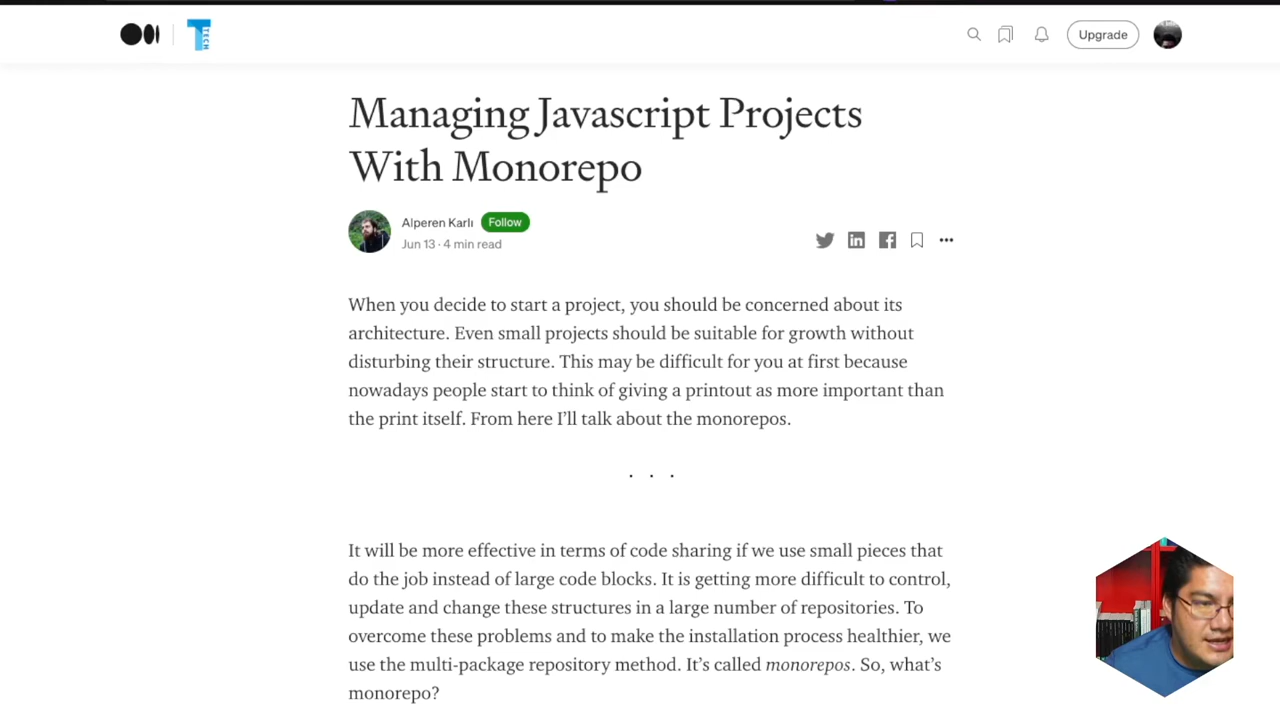 T TECH
Upgrade
Managing Javascript Projects
With Monorepo
Alperen Karlı Follow
Jun 13 · 4 min read
When you decide to start a project, you should be concerned about its
architecture. Even small projects should be suitable for growth without
disturbing their structure. This may be difficult for you at first because
nowadays people start to think of giving a printout as more important than
the print itself. From here I’ll talk about the monorepos.
. . .
It will be more effective in terms of code sharing if we use small pieces that
do the job instead of large code blocks. It is getting more difficult to control,
update and change these structures in a large number of repositories. To
overcome these problems and to make the installation process healthier, we
use the multi-package repository method. It’s called monorepos. So, what’s
monorepo?